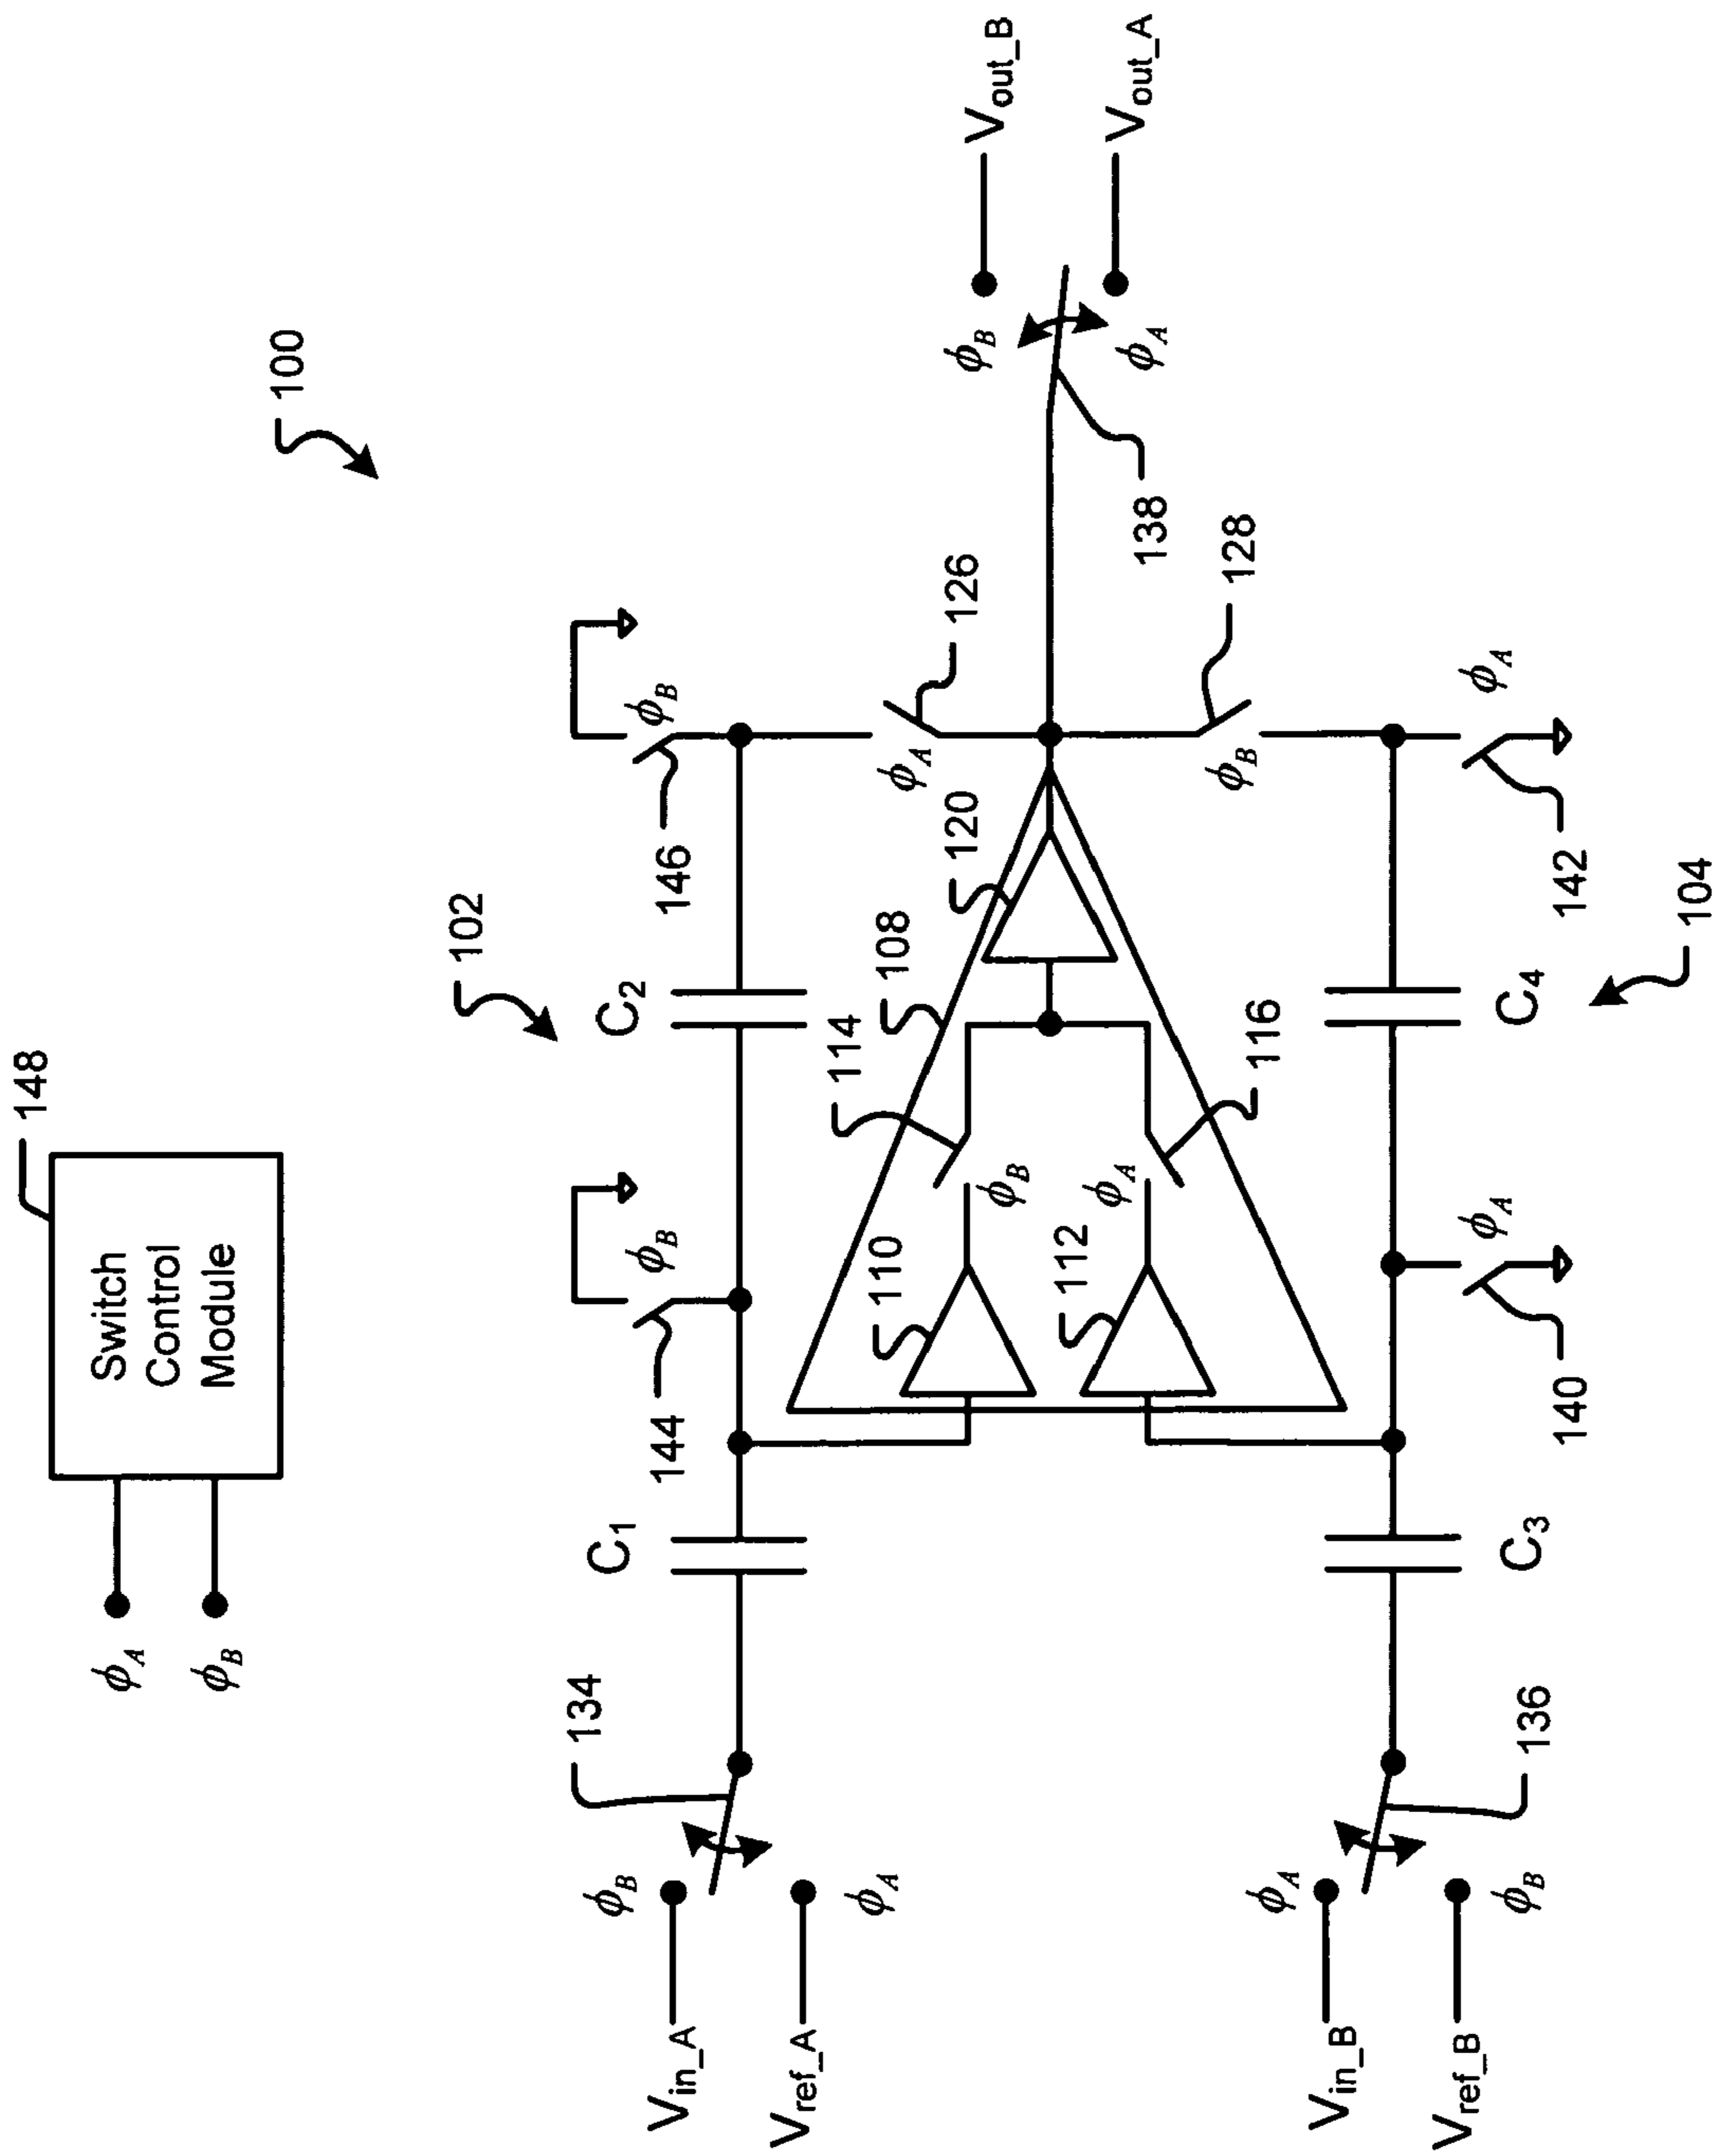 100
148
Switch
Control
Module
ϕA
ϕB
102
134
C1
144
ϕB
C2
146
ϕB
ϕB
Vin_A
Vref_A
ϕA
108
114
110
ϕB
120
ϕA
126
112
ϕA
116
ϕB
128
138
ϕB
ϕA
Vout_B
Vout_A
ϕA
Vin_B
Vref_B
ϕB
136
C3
140
ϕA
C4
142
ϕA
104